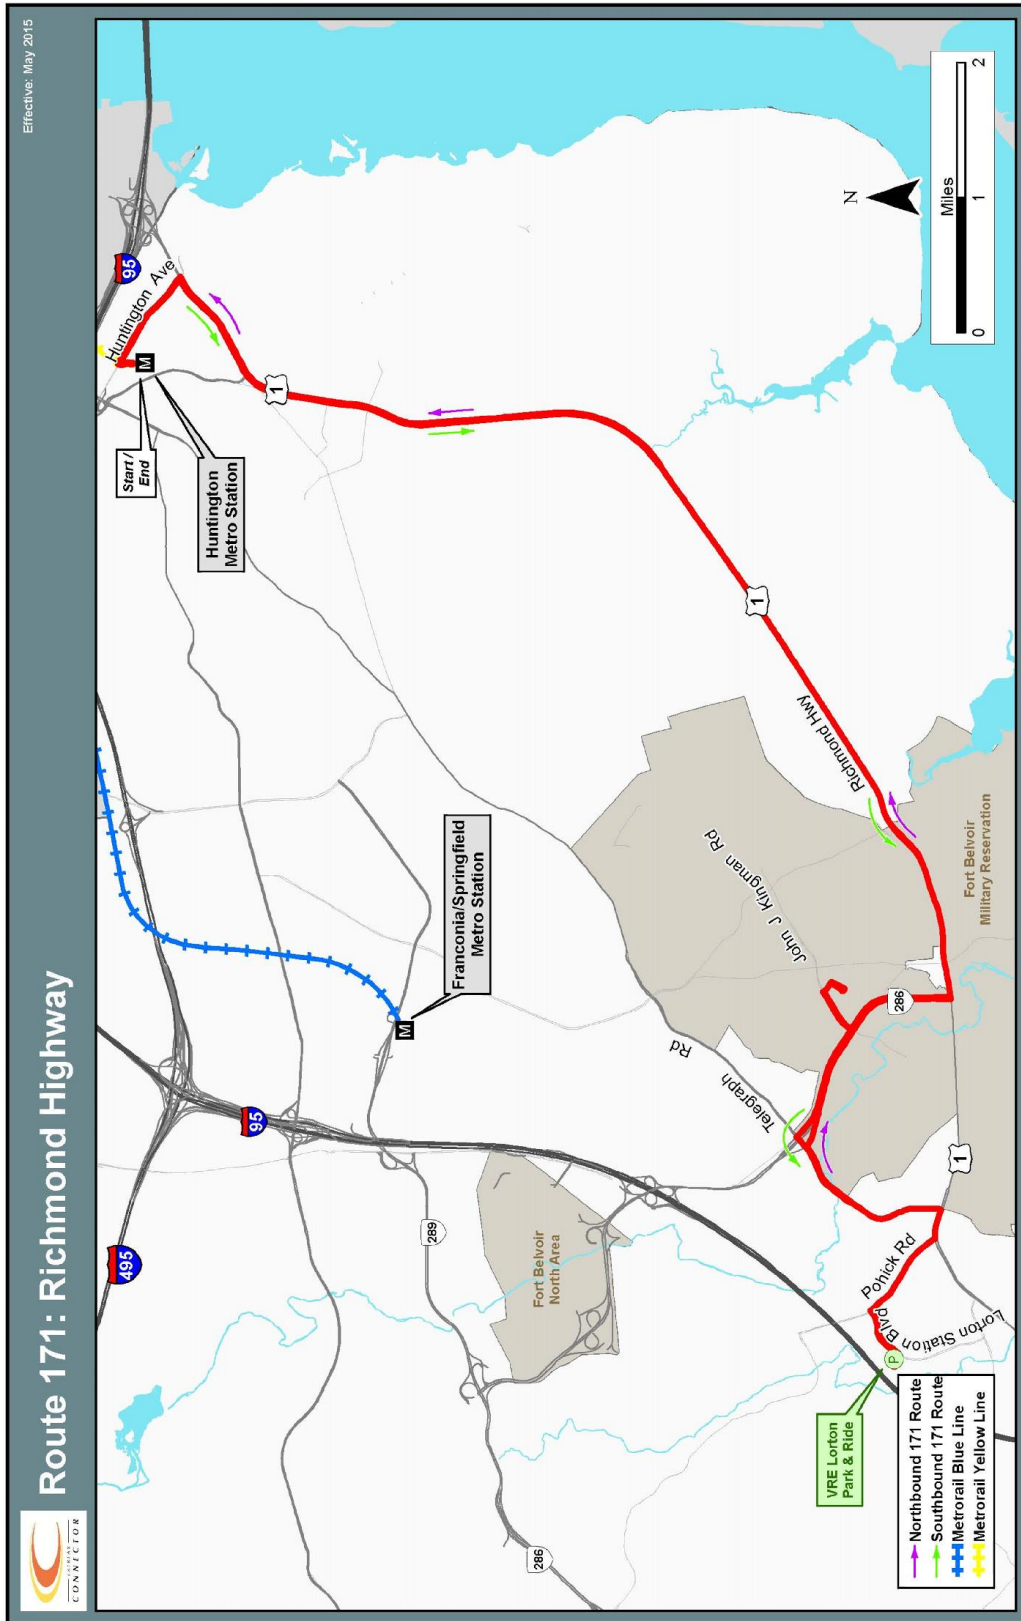 Route 171: Richmond Highway
Effective: May 2015
FAIRFAX
CONNECTOR
495
95
95
Huntington Ave
M
Start /
End
Huntington
Metro Station
1
Franconia/Springfield
Metro Station
M
289
Fort Belvoir
North Area
286
Telegraph
Rd
John J Kingman Rd
Richmond Hwy
1
286
Fort Belvoir
Military Reservation
1
Pohick Rd
Lorton Station Blvd
P
VRE Lorton
Park & Ride
Northbound 171 Route
Southbound 171 Route
Metrorail Blue Line
Metrorail Yellow Line
N
Miles
0 1 2